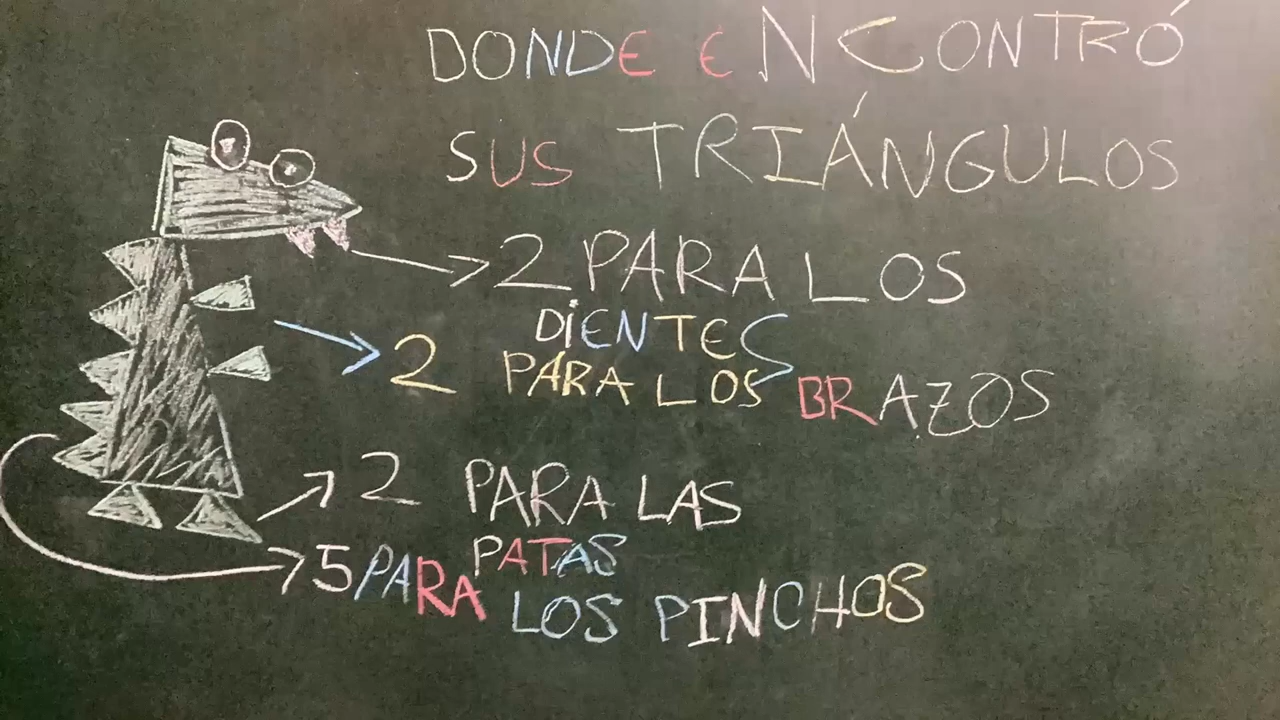 DONDE ENCONTRÓ
SUS TRIÁNGULOS
2 PARA LOS
DiENTES
2 PARA LOS BRAZOS
2 PARA LAS
PATAS
5 PARA
LOS PINCHOS